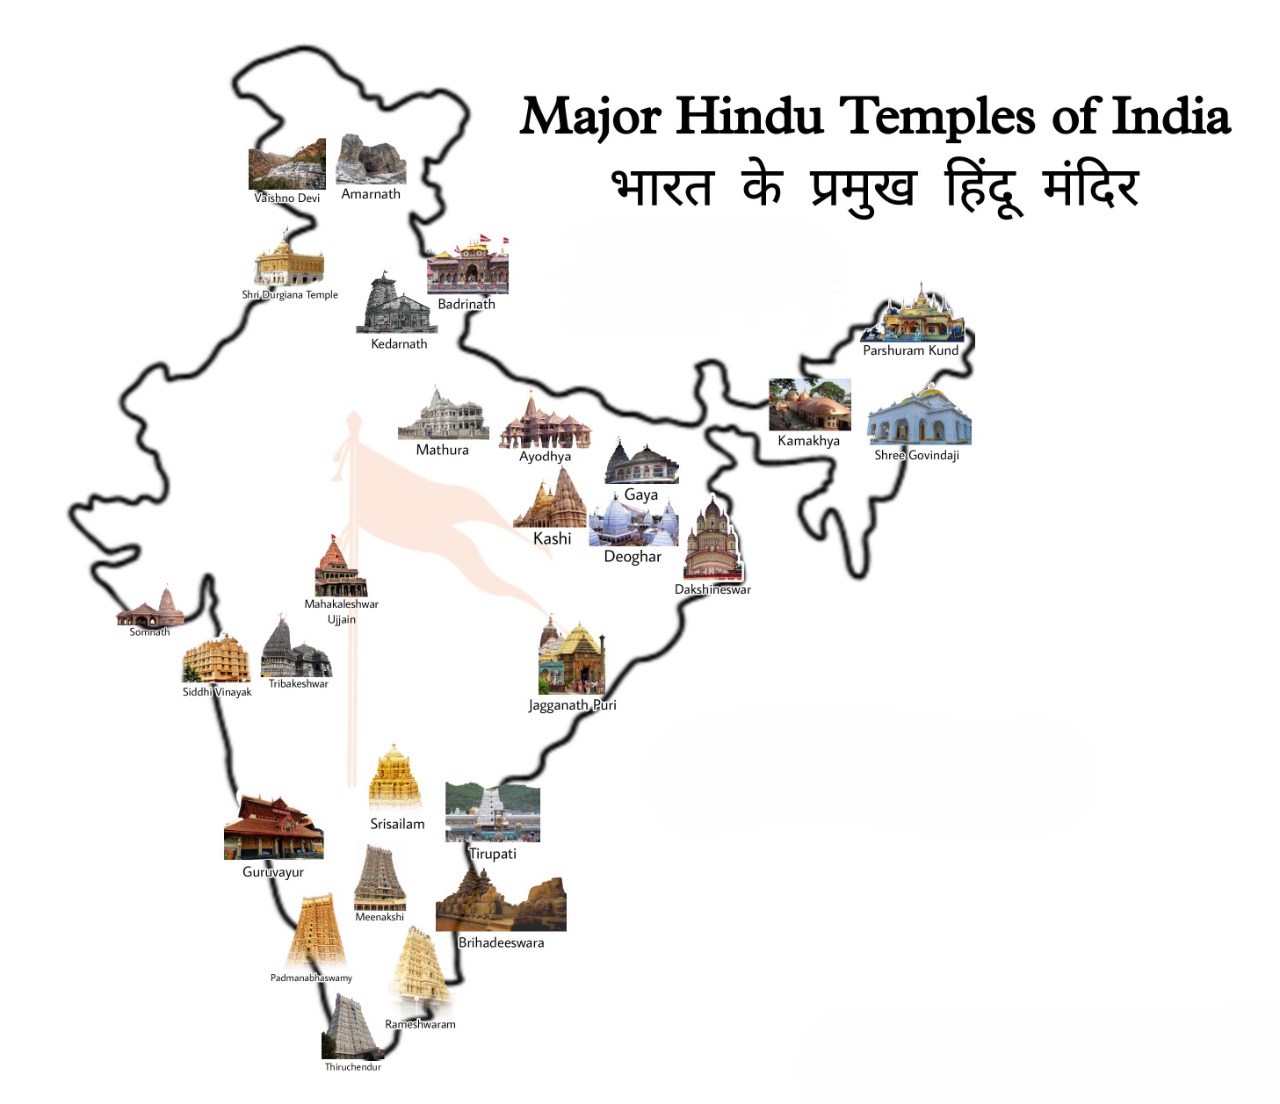 Major Hindu Temples of India
भारत के प्रमुख हिंदू मंदिर
Vaishno Devi
Amarnath
Shri Durgiana Temple
Badrinath
Kedarnath
Parshuram Kund
Kamakhya
Shree Govindaji
Mathura
Ayodhya
Gaya
Kashi
Deoghar
Dakshineswar
Mahakaleshwar
Ujjain
Somnath
Siddhi Vinayak
Tribakeshwar
Jagganath Puri
Srisailam
Tirupati
Guruvayur
Meenakshi
Brihadeeswara
Padmanabhaswamy
Rameshwaram
Thiruchendur